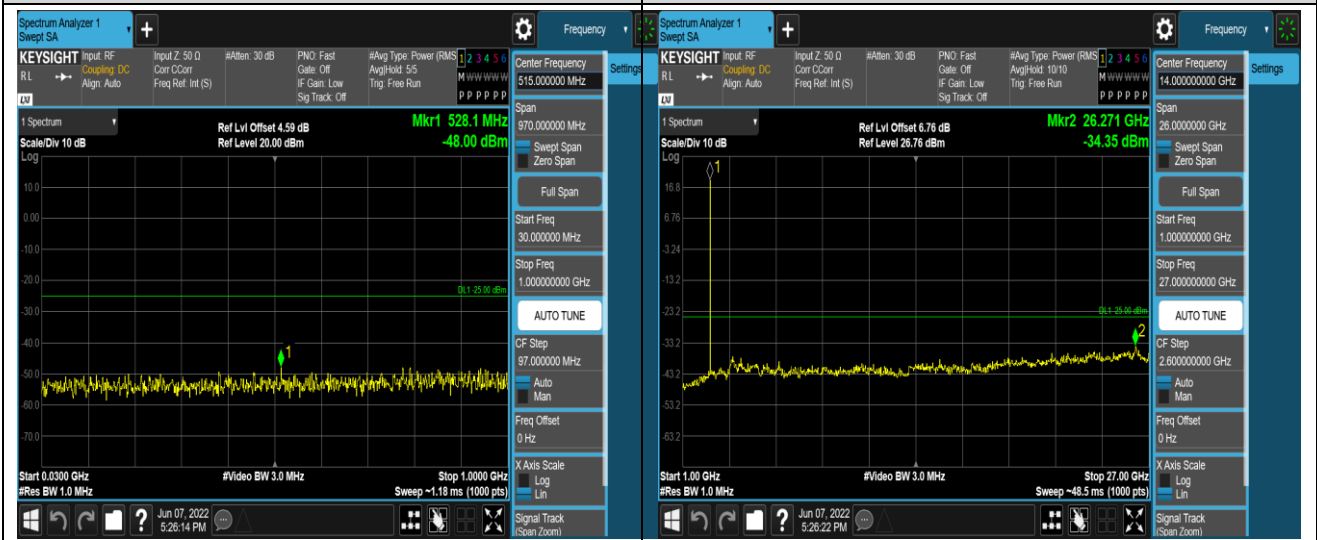 Spectrum Analyzer 1
Swept SA
+
Frequency
KEYSIGHT
Input: RF
Coupling: DC
Align: Auto
Input Z: 50 Ω
Corr CCorr
Freq Ref: Int (S)
#Atten: 30 dB
PNO: Fast
Gate: Off
IF Gain: Low
Sig Track: Off
#Avg Type: Power (RMS
Avg|Hold: 5/5
Trig: Free Run
1 2 3 4 5 6
M W W W W W
P P P P P P
RL
LXI
1 Spectrum
Scale/Div 10 dB
Log
Ref Lvl Offset 4.59 dB
Ref Level 20.00 dBm
Mkr1 528.1 MHz
-48.00 dBm
10.0
0.00
-10.0
-20.0
DL1 -25.00 dBm
-30.0
-40.0
1
-50.0
-60.0
-70.0
Start 0.0300 GHz
#Res BW 1.0 MHz
#Video BW 3.0 MHz
Stop 1.0000 GHz
Sweep ~1.18 ms (1000 pts)
Center Frequency
515.000000 MHz
Settings
Span
970.000000 MHz
Swept Span
Zero Span
Full Span
Start Freq
30.000000 MHz
Stop Freq
1.000000000 GHz
AUTO TUNE
CF Step
97.000000 MHz
Auto
Man
Freq Offset
0 Hz
X Axis Scale
Log
Lin
Signal Track
(Span Zoom)
?
Jun 07, 2022
5:26:14 PM
Spectrum Analyzer 1
Swept SA
+
Frequency
KEYSIGHT
Input: RF
Coupling: DC
Align: Auto
Input Z: 50 Ω
Corr CCorr
Freq Ref: Int (S)
#Atten: 30 dB
PNO: Fast
Gate: Off
IF Gain: Low
Sig Track: Off
#Avg Type: Power (RMS
Avg|Hold: 10/10
Trig: Free Run
1 2 3 4 5 6
M W W W W W
P P P P P P
RL
LXI
1 Spectrum
Scale/Div 10 dB
Log
Ref Lvl Offset 6.76 dB
Ref Level 26.76 dBm
Mkr2 26.271 GHz
-34.35 dBm
1
16.8
6.76
-3.24
-13.2
-23.2
DL1 -25.00 dBm
2
-33.2
-43.2
-53.2
-63.2
Start 1.00 GHz
#Res BW 1.0 MHz
#Video BW 3.0 MHz
Stop 27.00 GHz
Sweep ~48.5 ms (1000 pts)
Center Frequency
14.000000000 GHz
Settings
Span
26.0000000 GHz
Swept Span
Zero Span
Full Span
Start Freq
1.000000000 GHz
Stop Freq
27.000000000 GHz
AUTO TUNE
CF Step
2.600000000 GHz
Auto
Man
Freq Offset
0 Hz
X Axis Scale
Log
Lin
Signal Track
(Span Zoom)
?
Jun 07, 2022
5:26:22 PM